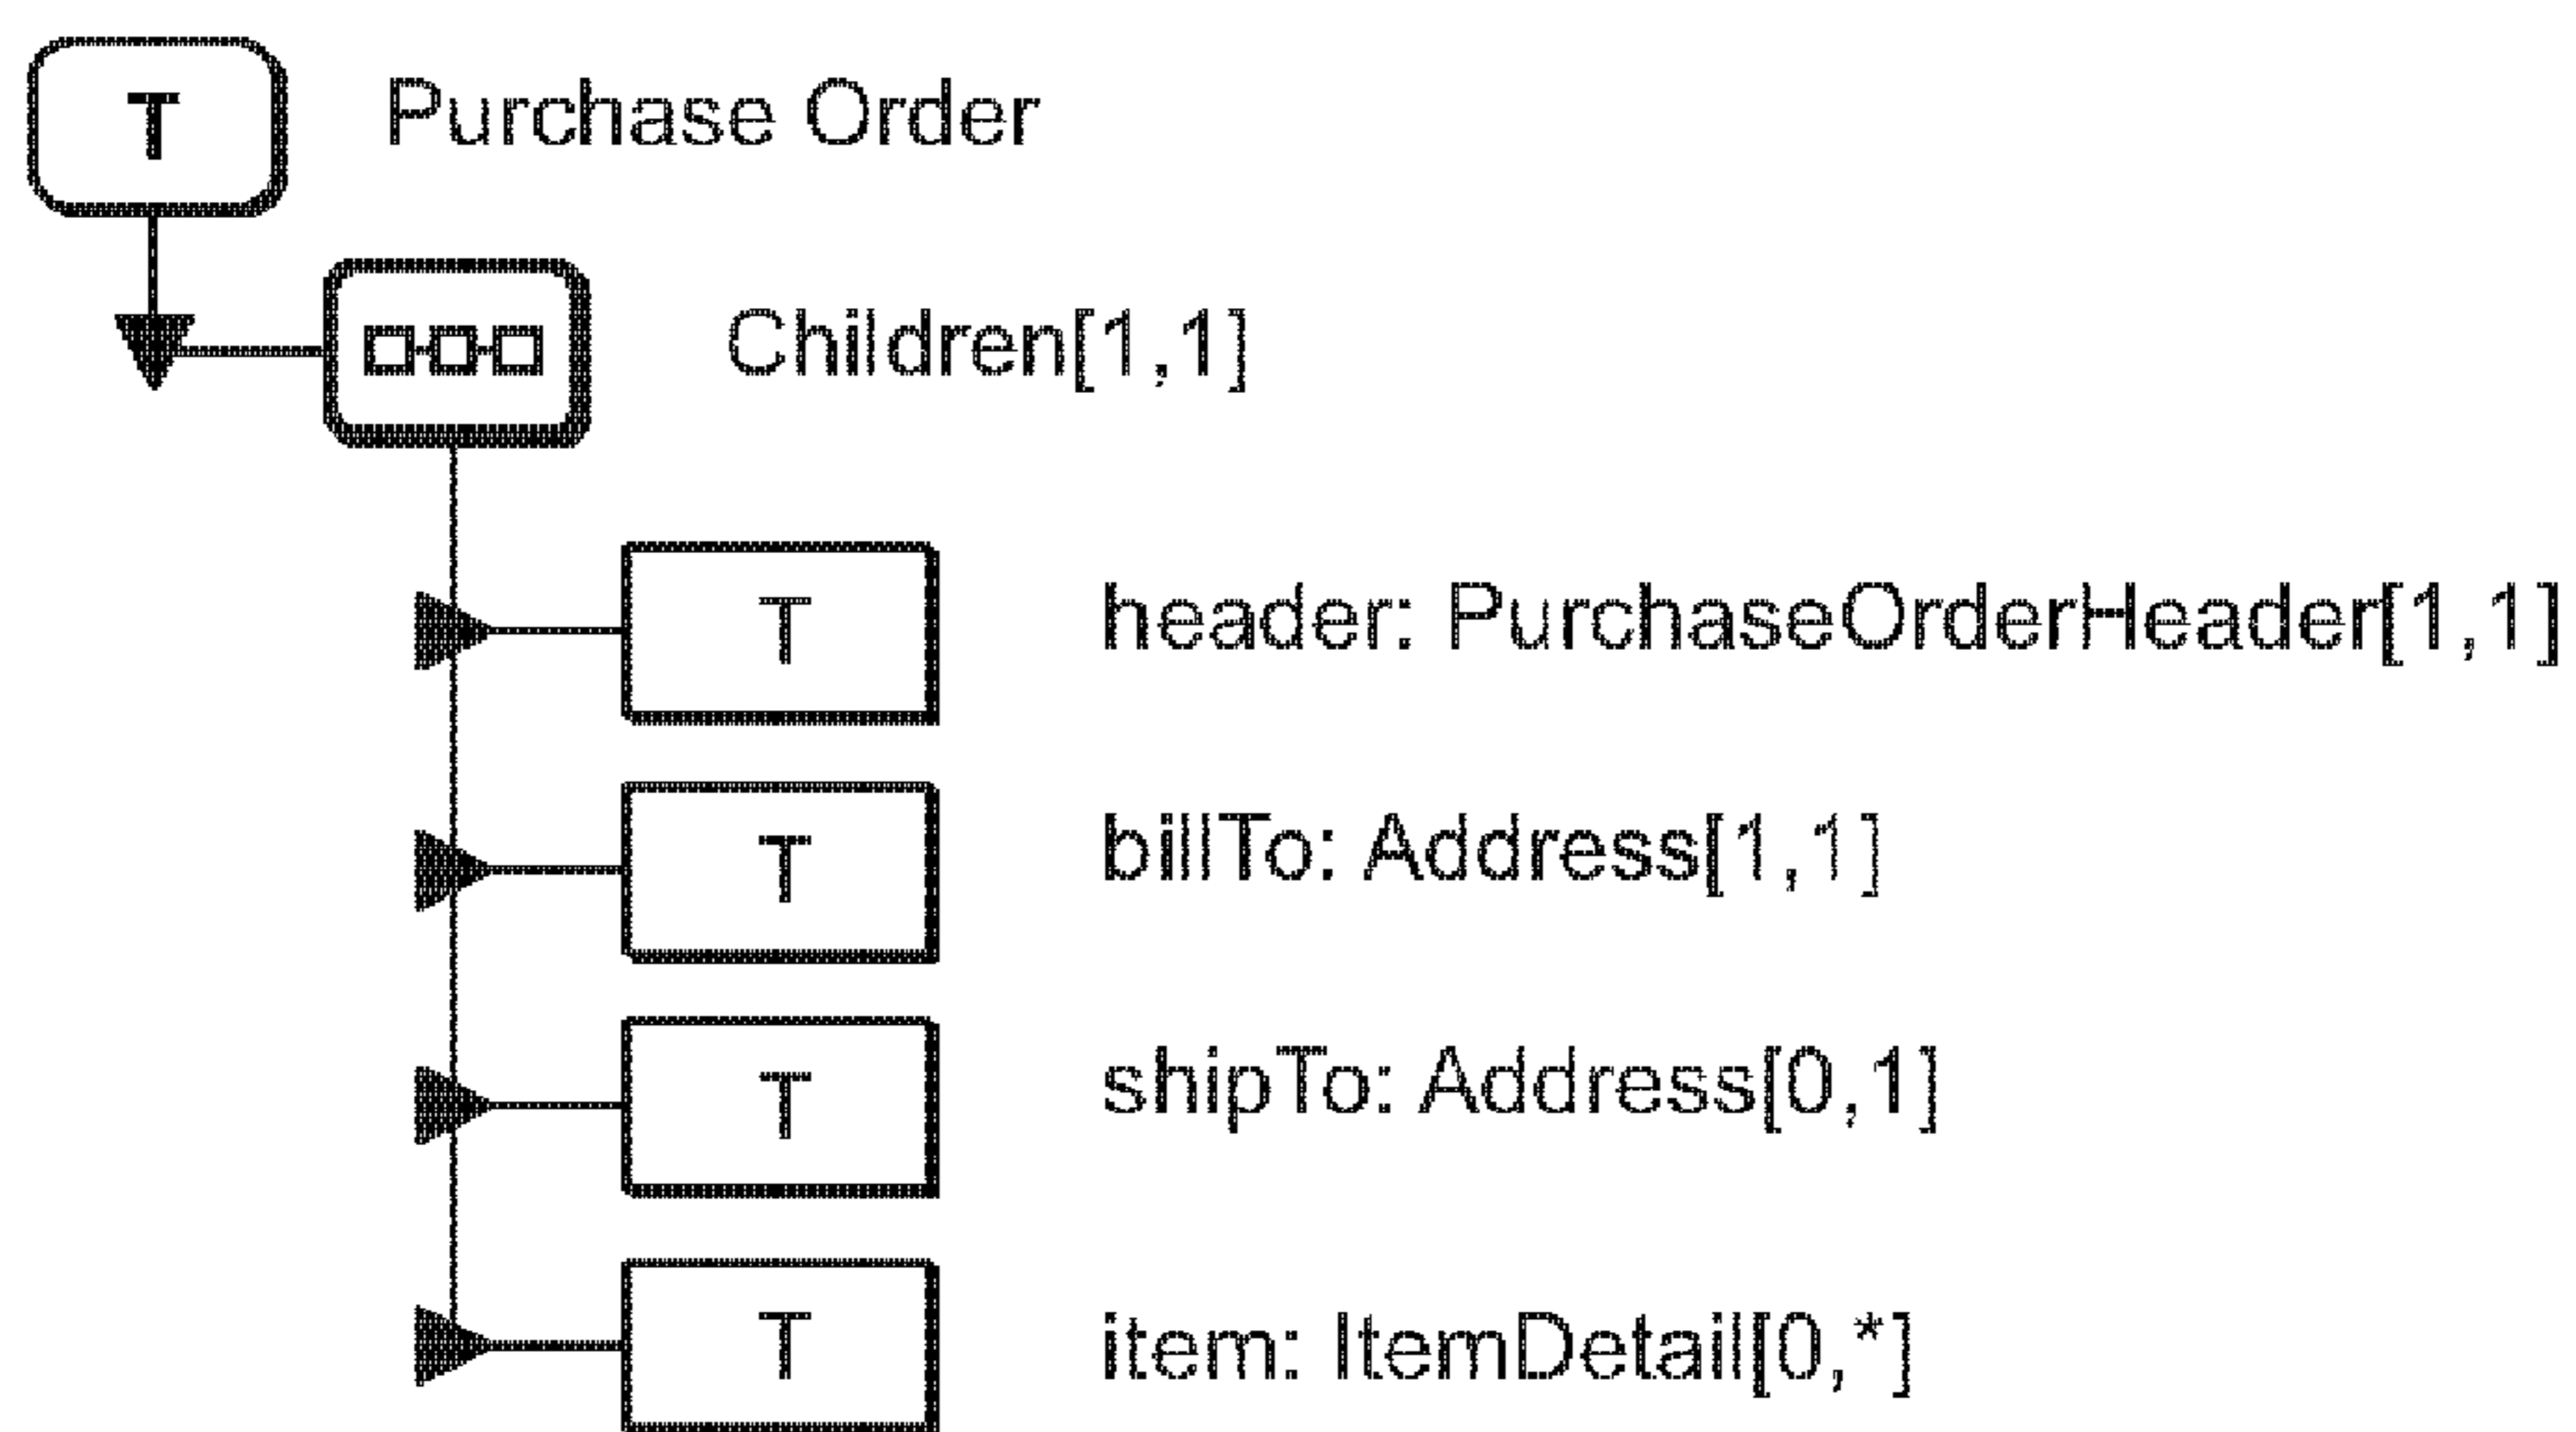 T Purchase Order
Children[1,1]
T header: PurchaseOrderHeader[1,1]
T billTo: Address[1,1]
T shipTo: Address[0,1]
T item: ItemDetail[0,*]